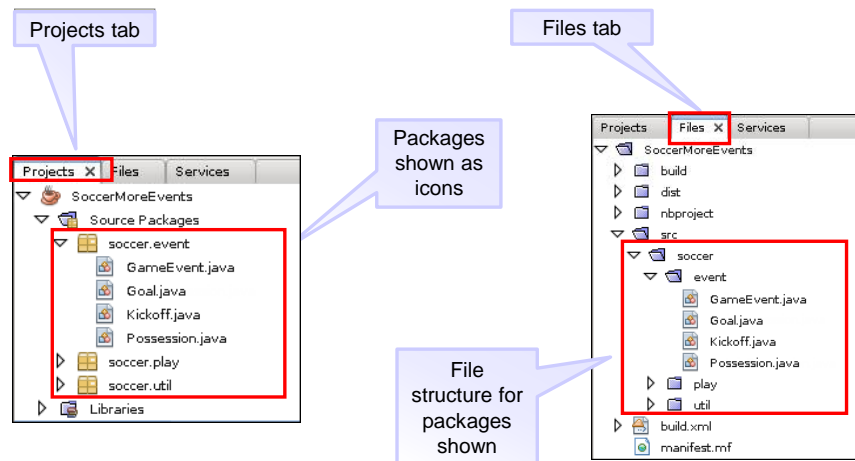 Projects tab
Files tab
Packages
shown as
icons
Projects X Files Services
SoccerMoreEvents
Source Packages
soccer.event
GameEvent.java
Goal.java
Kickoff.java
Possession.java
soccer.play
soccer.util
Libraries
Projects Files X Services
SoccerMoreEvents
build
dist
nbproject
src
soccer
event
GameEvent.java
Goal.java
Kickoff.java
Possession.java
play
util
build.xml
manifest.mf
File
structure for
packages
shown